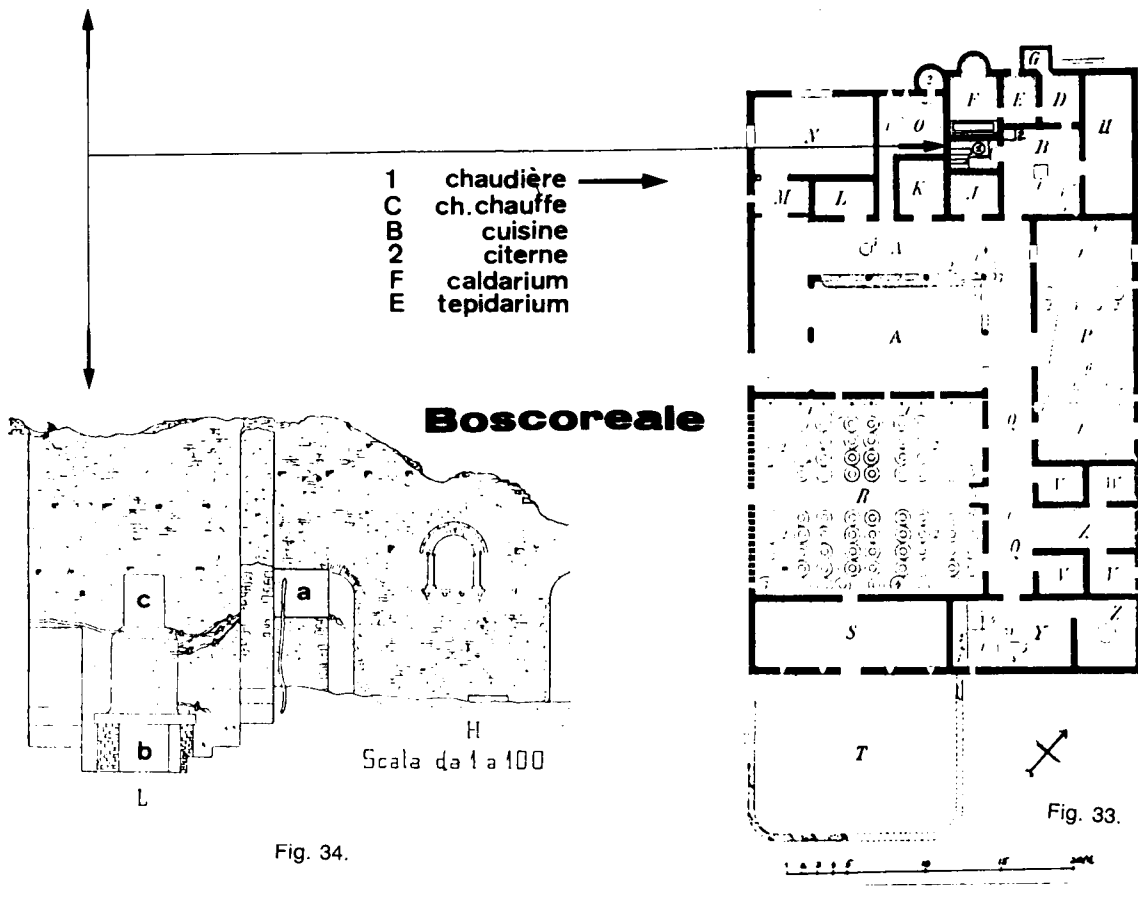 1 chaudière
C ch.chauffe
B cuisine
2 citerne
F caldarium
E tepidarium
Boscoreale
G
F E D
N O B H
M L K J
A
A P
R Q
Q Z
V V
S Y Z
T
c a
b
L
H
Scala da 1 a 100
Fig. 34.
Fig. 33.